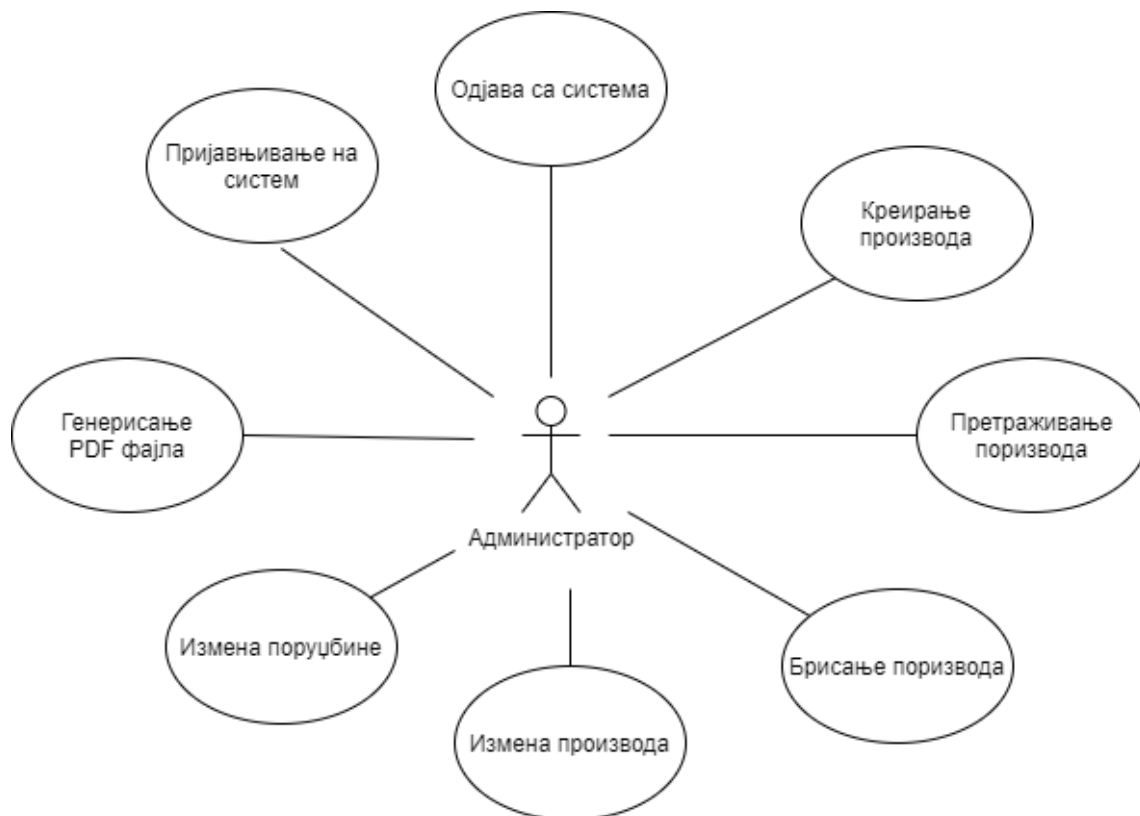 Одјава са система
Пријавњивање на
систем
Креирање
производа
Генерисање
PDF фајла
Претраживање
поризвода
Администратор
Измена поруџбине
Брисање поризвода
Измена производа